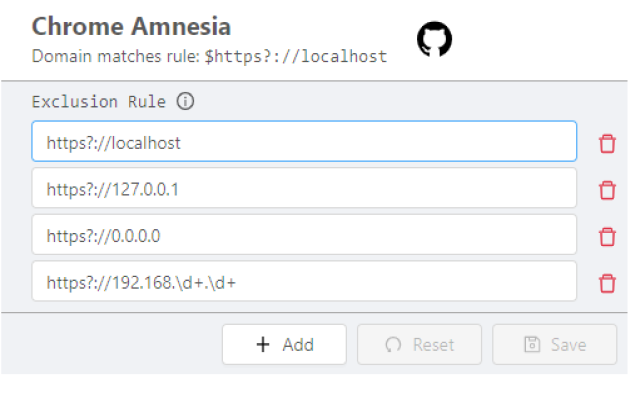 Chrome Amnesia
Domain matches rule: $https?://localhost
Exclusion Rule
https?://localhost
https?://127.0.0.1
https?://0.0.0.0
https?://192.168.\d+.\d+
+ Add
Reset
Save